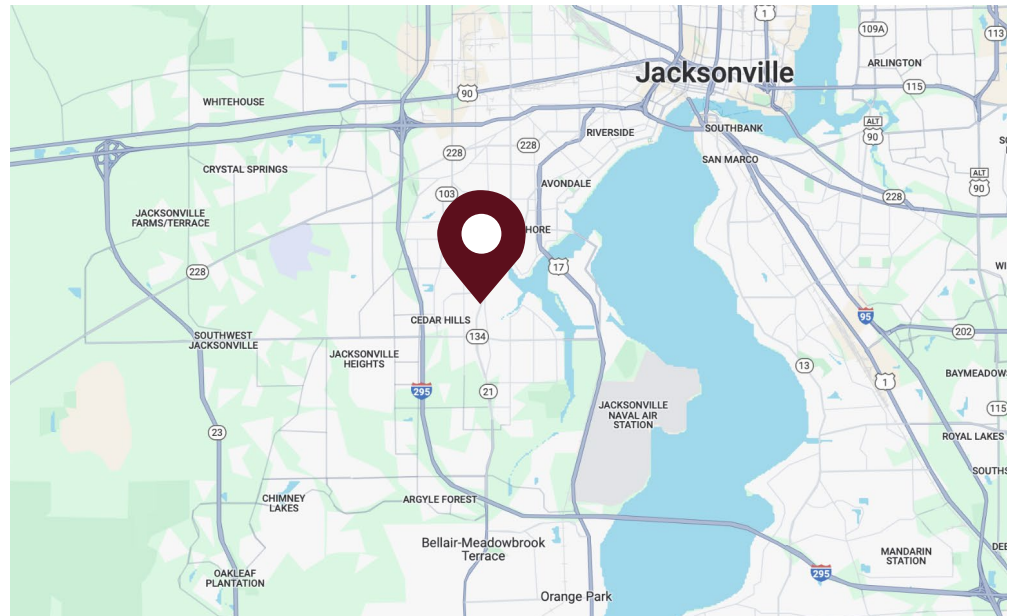 1
109A
113
Jacksonville
ARLINGTON
90
115
WHITEHOUSE
ALT
90
RIVERSIDE
SOUTHBANK
228
228
SAN MARCO
CRYSTAL SPRINGS
ALT
90
103
AVONDALE
228
JACKSONVILLE
FARMS/TERRACE
HORE
17
228
CEDAR HILLS
95
202
134
SOUTHWEST
JACKSONVILLE
JACKSONVILLE
HEIGHTS
13
BAYMEADOW
1
295
21
JACKSONVILLE
NAVAL AIR
STATION
115
23
ROYAL LAKES
SOUTHS
CHIMNEY
LAKES
ARGYLE FOREST
Bellair-Meadowbrook
Terrace
MANDARIN
STATION
DEE
OAKLEAF
PLANTATION
295
Orange Park